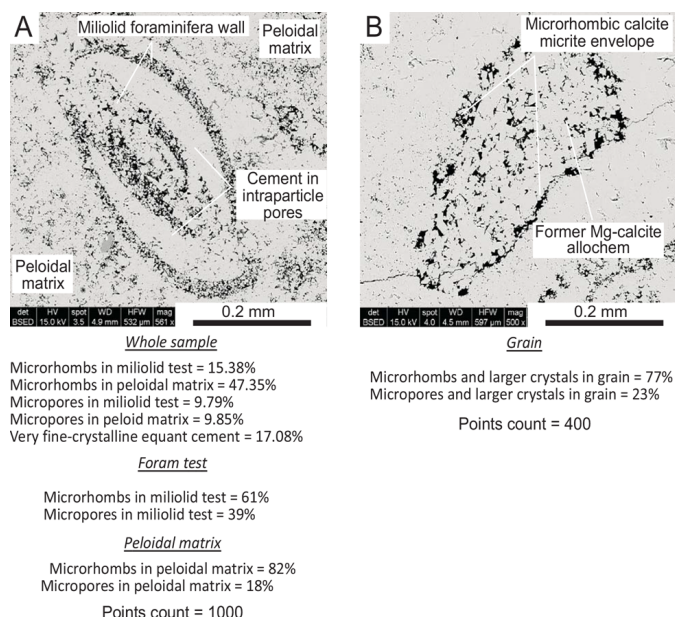 A
Miliolid foraminifera wall
Peloidal
matrix
Cement in
intraparticle
pores
Peloidal
matrix
det HV spot WD HFW mag
BSED 15.0 kV 3.5 4.9 mm 532 µm 561 x
0.2 mm
B
Microrhombic calcite
micrite envelope
Former Mg-calcite
allochem
det HV spot WD HFW mag
BSED 15.0 kV 4.0 4.5 mm 597 µm 500 x
0.2 mm
Whole sample
Microrhombs in miliolid test = 15.38%
Microrhombs in peloidal matrix = 47.35%
Micropores in miliolid test = 9.79%
Micropores in peloid matrix = 9.85%
Very fine-crystalline equant cement = 17.08%
Foram test
Microrhombs in miliolid test = 61%
Micropores in miliolid test = 39%
Peloidal matrix
Microrhombs in peloidal matrix = 82%
Micropores in peloidal matrix = 18%
Points count = 1000
Grain
Microrhombs and larger crystals in grain = 77%
Micropores and larger crystals in grain = 23%
Points count = 400